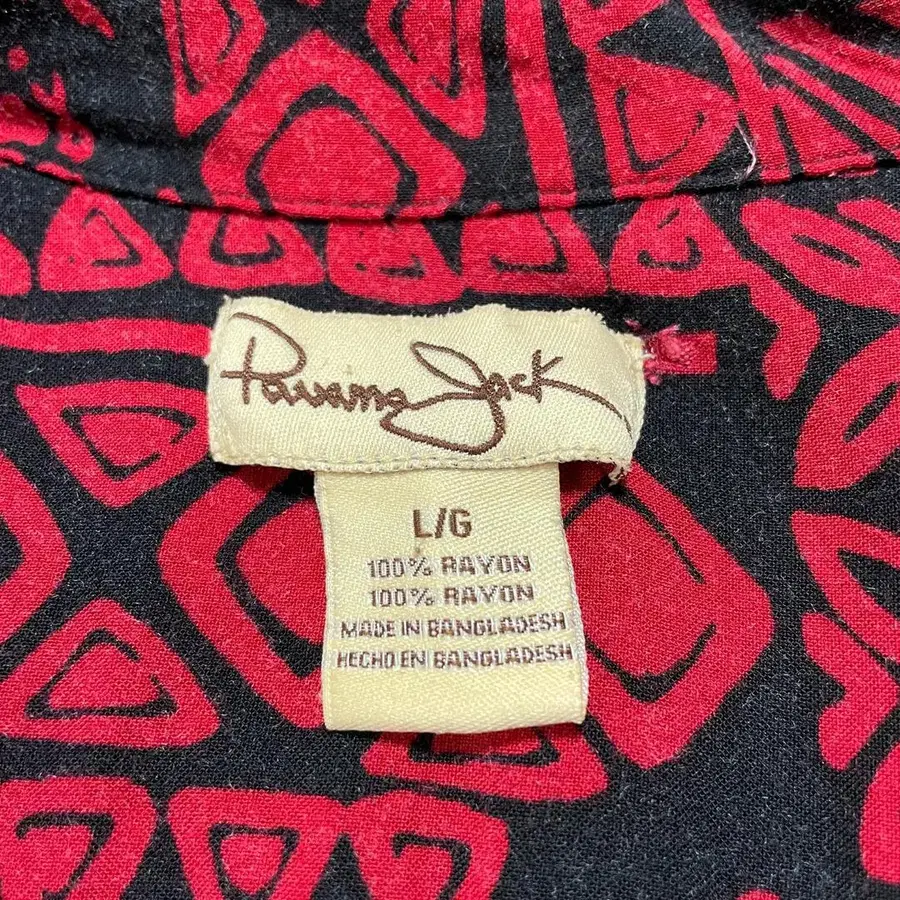 Panama Jack
L/G
100% RAYON
100% RAYON
MADE IN BANGLADESH
HECHO EN BANGLADESH